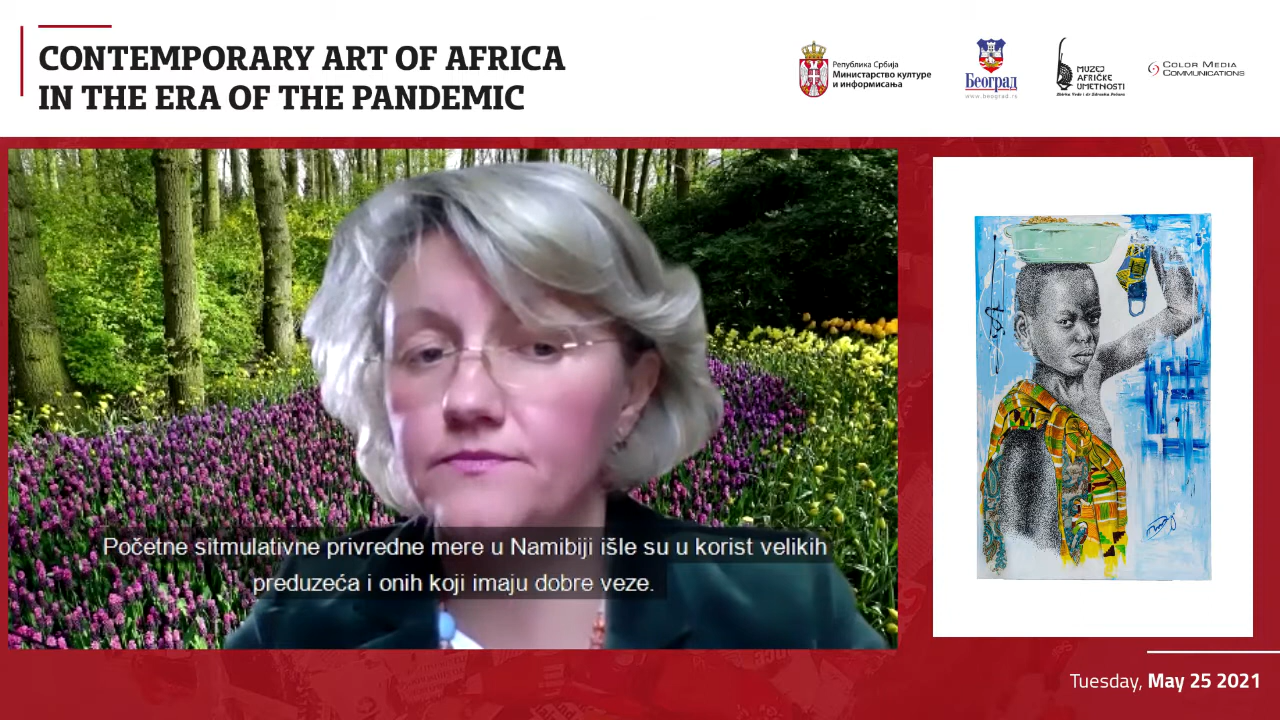 CONTEMPORARY ART OF AFRICA
IN THE ERA OF THE PANDEMIC
Република Србија
Министарство културе
и информисања
Београд
www.beograd.rs
MUZEJ
AFRIČKE
UMETNOSTI
COLOR MEDIA
COMMUNICATIONS
Početne sitmulativne privredne mere u Namibiji išle su u korist velikih
preduzeća i onih koji imaju dobre veze.
Tuesday, May 25 2021